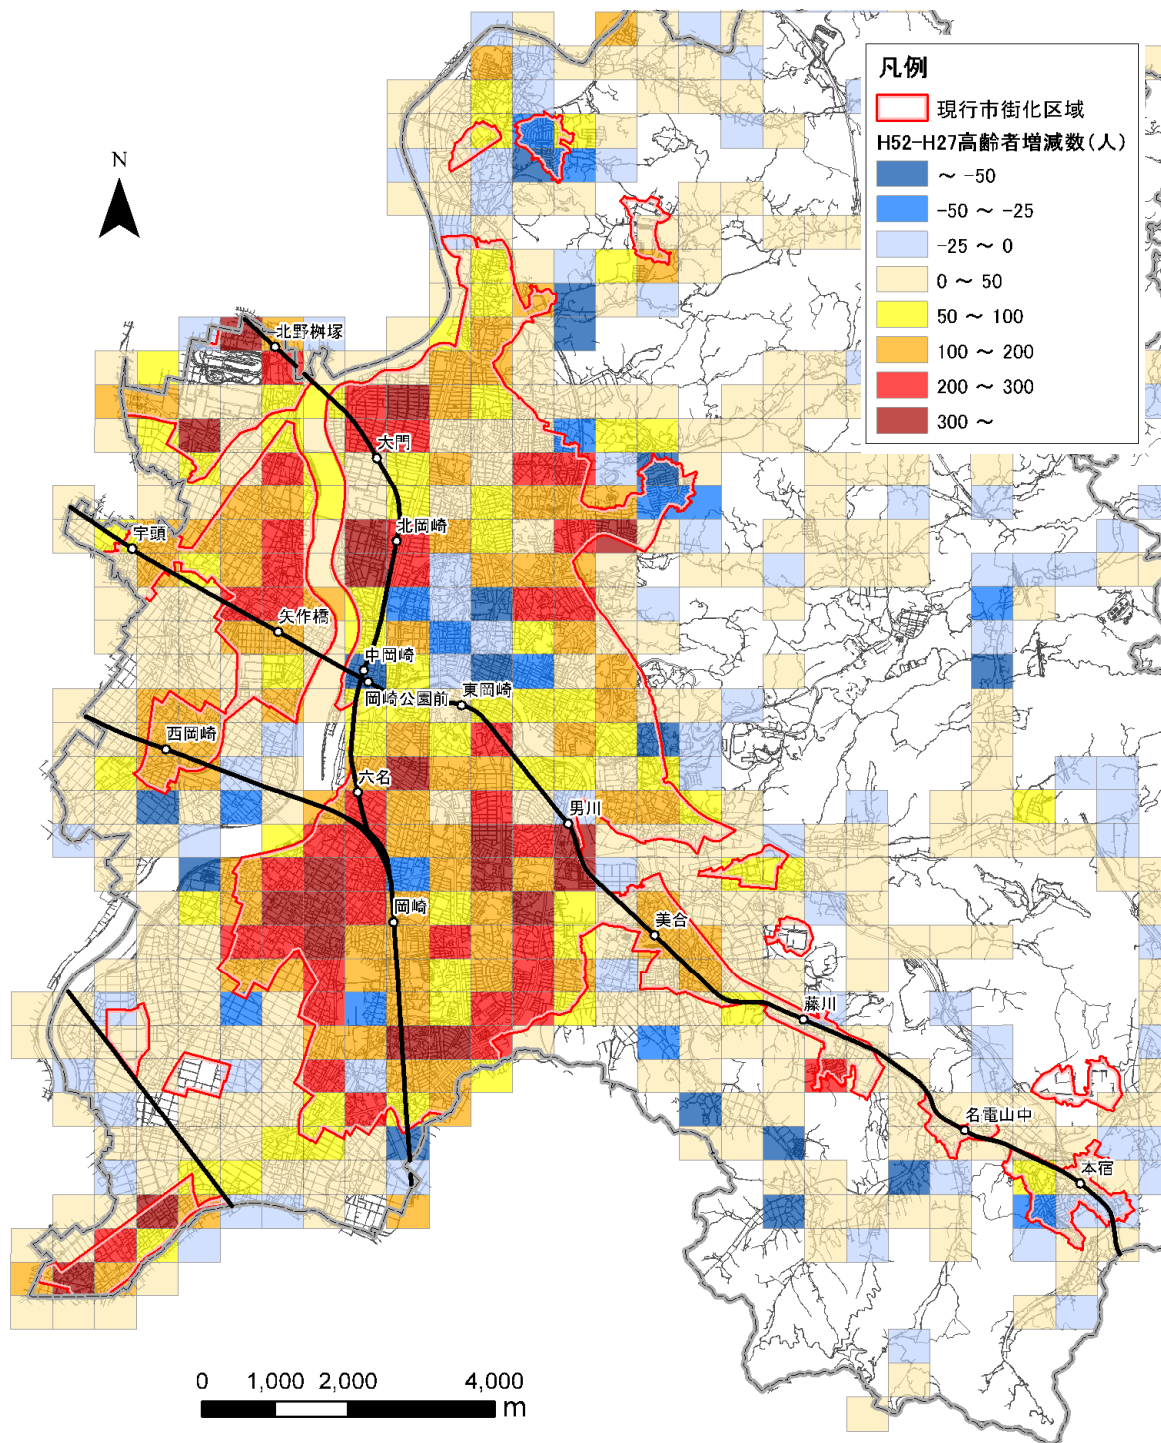 凡例
現行市街化区域
H52-H27高齢者増減数(人)
～ -50
-50 ～ -25
-25 ～ 0
0 ～ 50
50 ～ 100
100 ～ 200
200 ～ 300
300 ～
N
北野桝塚
大門
北岡崎
宇頭
矢作橋
中岡崎
岡崎公園前
東岡崎
西岡崎
六名
男川
岡崎
美合
藤川
名電山中
本宿
0 1,000 2,000 4,000
m